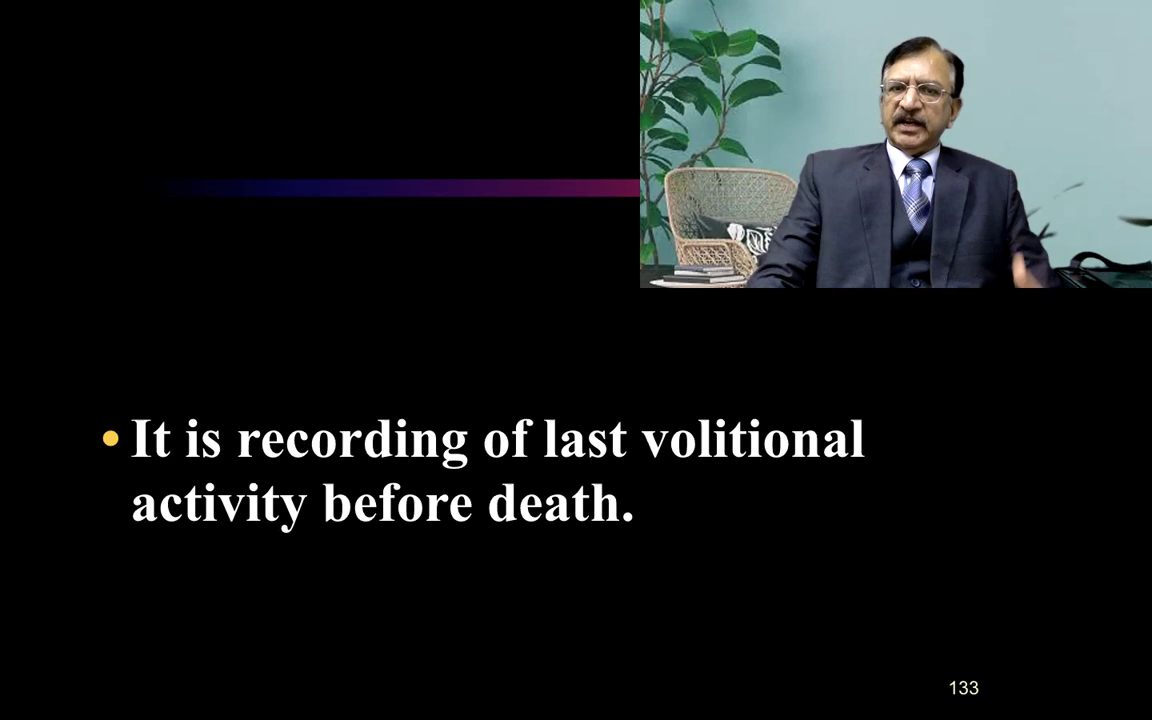 • It is recording of last volitional
activity before death.
133